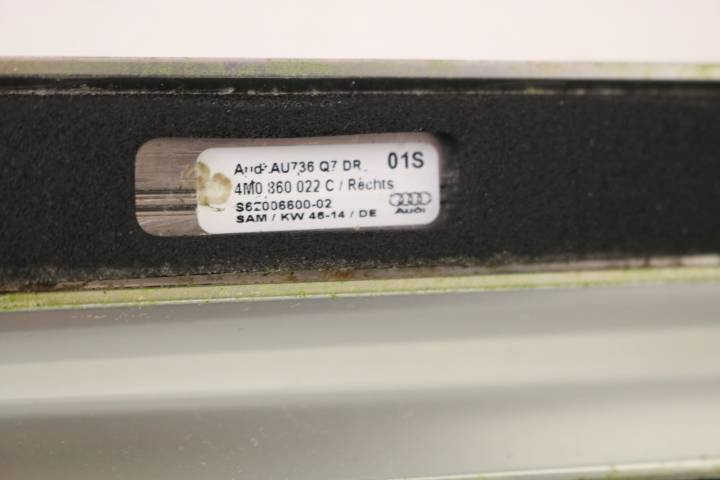 Audi AU736 Q7 DR. 01S
4M0 860 022 C / Rechts
S62006600-02
SAM / KW 46-14 / DE
Audi